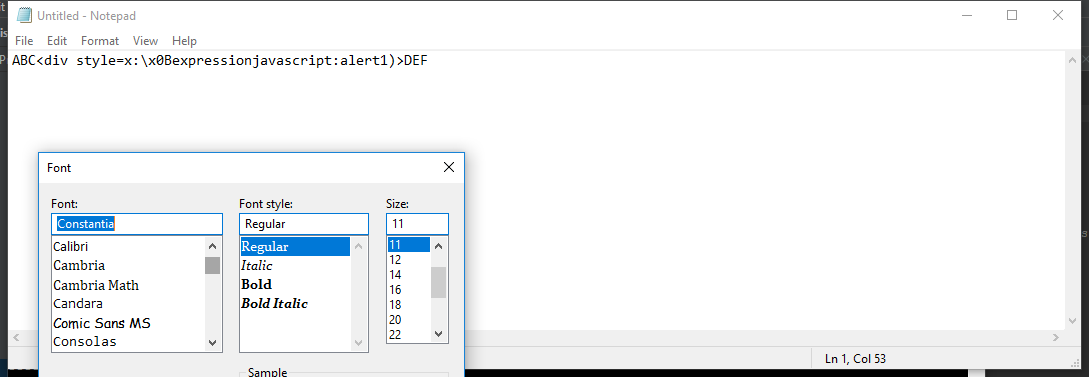 Untitled - Notepad
File Edit Format View Help
ABC<div style=x:\x0Bexpressionjavascript:alert1)>DEF
Font
Font: Font style: Size:
Constantia Regular 11
Calibri Regular 11
Cambria Italic 12
Cambria Math Bold 14
Candara Bold Italic 16
Comic Sans MS 18
Consolas 20
22
Ln 1, Col 53
Sample